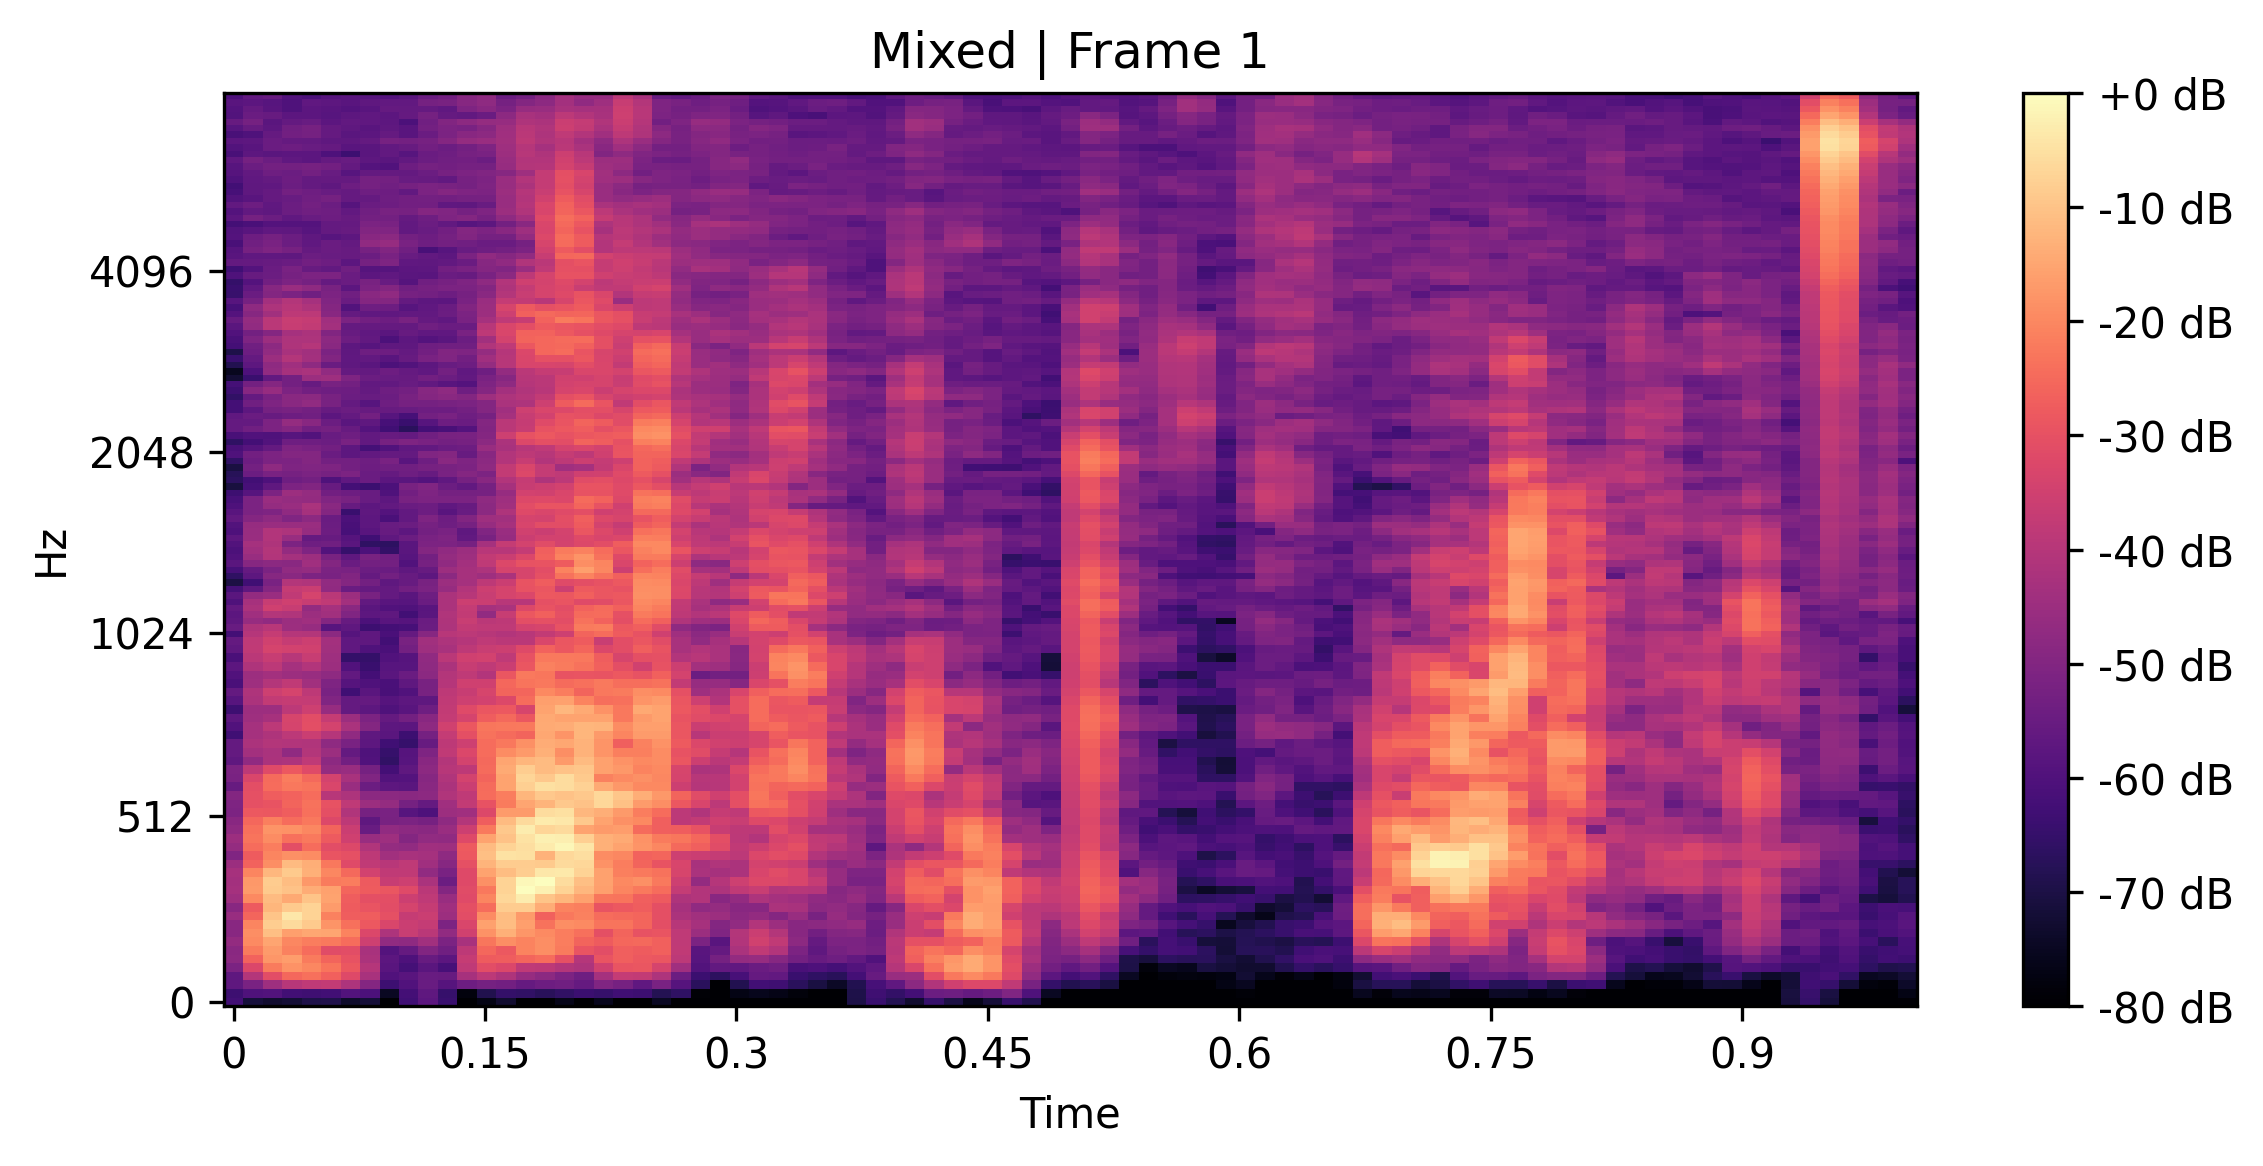 Mixed | Frame 1
+0 dB
-10 dB
-20 dB
-30 dB
-40 dB
-50 dB
-60 dB
-70 dB
-80 dB
4096
2048
1024
512
0
Hz
0 0.15 0.3 0.45 0.6 0.75 0.9
Time